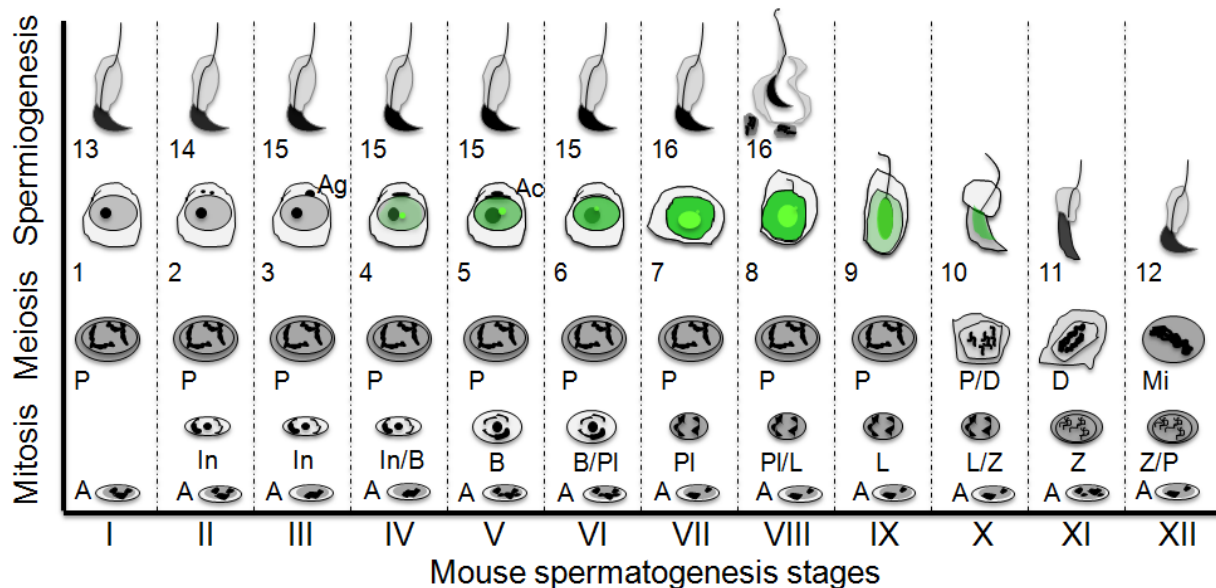 Spermiogenesis
13 14 15 15 15 15 16 16
Ag Ac
1 2 3 4 5 6 7 8 9 10 11 12
Meiosis
P P P P P P P P P P/D D Mi
Mitosis
In In In/B B B/Pl Pl Pl/L L L/Z Z Z/P
A A A A A A A A A A A A
I II III IV V VI VII VIII IX X XI XII
Mouse spermatogenesis stages